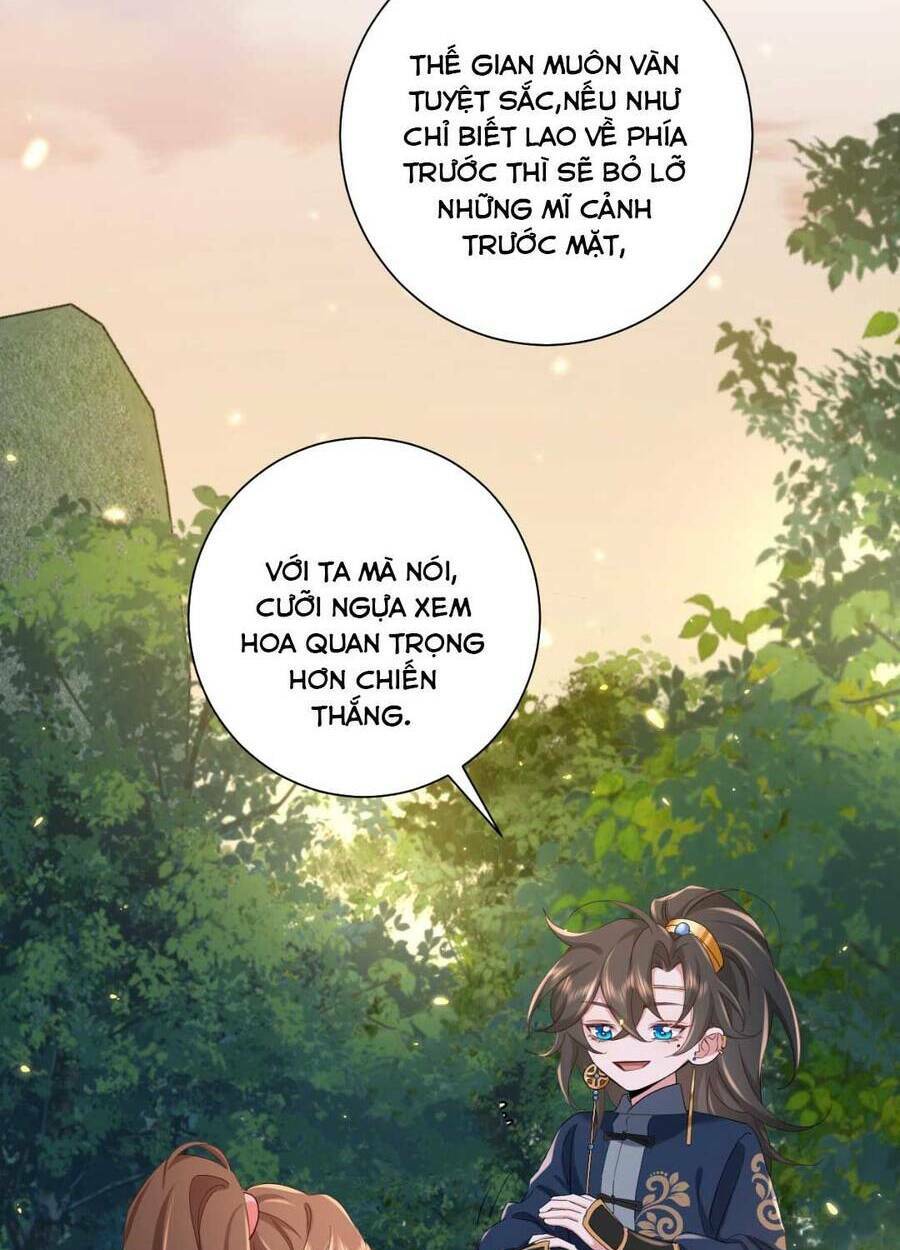 THẾ GIAN MUÔN VÀN
TUYỆT SẮC,NẾU NHƯ
CHỈ BIẾT LAO VỀ PHÍA
TRƯỚC THÌ SẼ BỎ LỠ
NHỮNG MĨ CẢNH
TRƯỚC MẶT,
VỚI TA MÀ NÓI,
CƯỠI NGỰA XEM
HOA QUAN TRỌNG
HƠN CHIẾN
THẮNG.